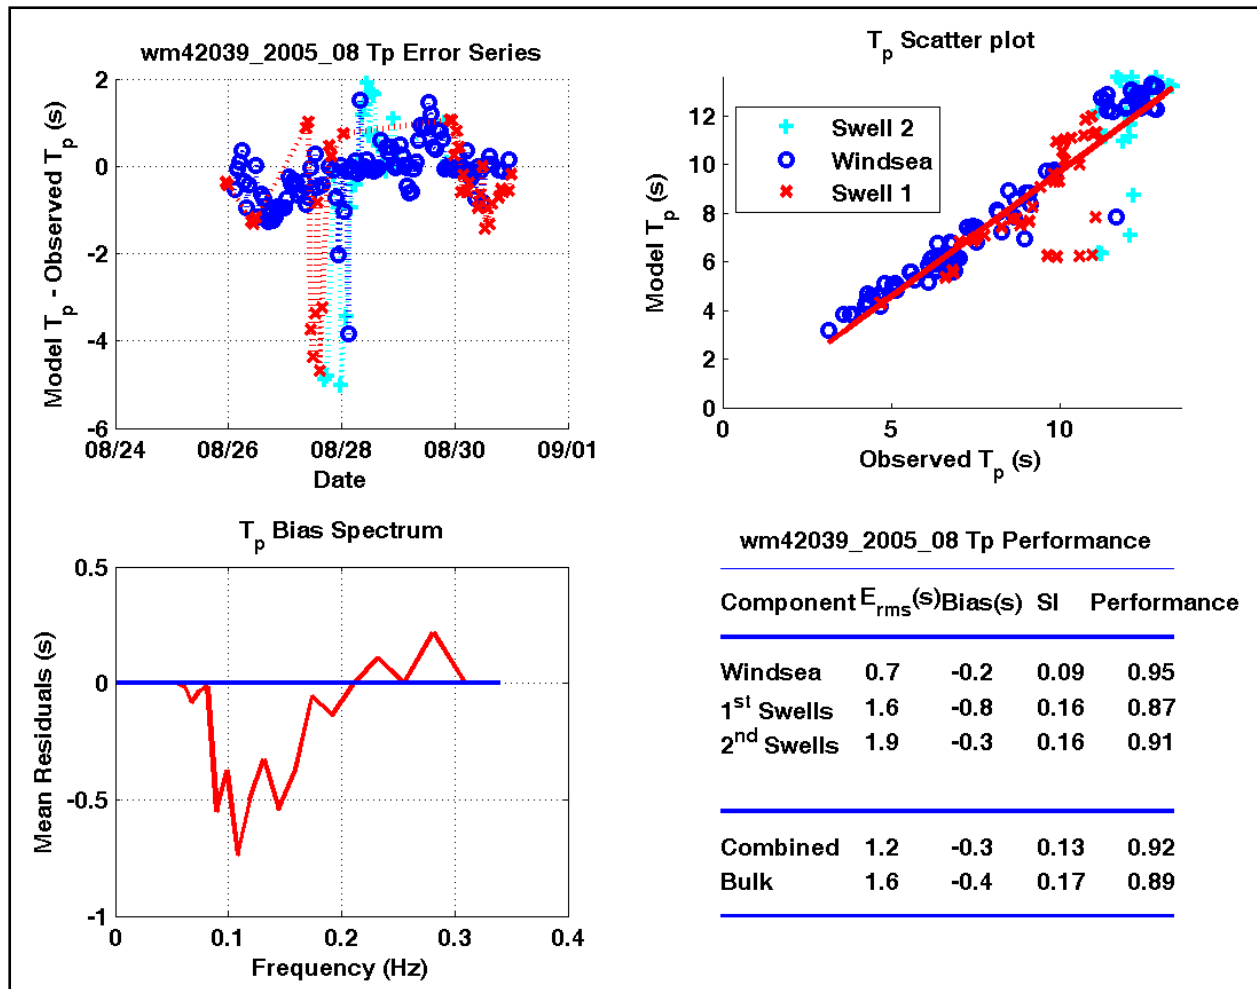 wm42039_2005_08 Tp Error Series
Model Tp - Observed Tp (s)
2
0
-2
-4
-6
08/24 08/26 08/28 08/30 09/01
Date
Tp Scatter plot
Model Tp (s)
12
10
8
6
4
2
0
0 5 10
Observed Tp (s)
Swell 2
Windsea
Swell 1
Tp Bias Spectrum
Mean Residuals (s)
0.5
0
-0.5
-1
0 0.1 0.2 0.3 0.4
Frequency (Hz)
wm42039_2005_08 Tp Performance
Component Erms(s) Bias(s) SI Performance
Windsea 0.7 -0.2 0.09 0.95
1st Swells 1.6 -0.8 0.16 0.87
2nd Swells 1.9 -0.3 0.16 0.91
Combined 1.2 -0.3 0.13 0.92
Bulk 1.6 -0.4 0.17 0.89